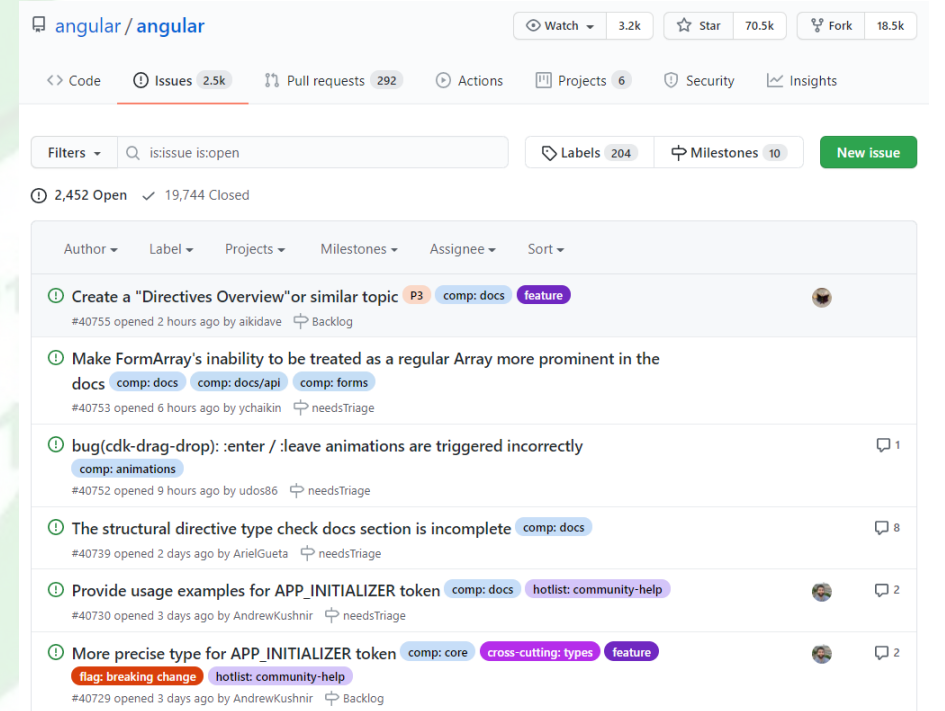 angular / angular Watch 3.2k Star 70.5k Fork 18.5k
<> Code Issues 2.5k Pull requests 292 Actions Projects 6 Security Insights
Filters is:issue is:open Labels 204 Milestones 10 New issue
2,452 Open 19,744 Closed
Author Label Projects Milestones Assignee Sort
Create a "Directives Overview"or similar topic P3 comp: docs feature
#40755 opened 2 hours ago by aikidave Backlog
Make FormArray's inability to be treated as a regular Array more prominent in the
docs comp: docs comp: docs/api comp: forms
#40753 opened 6 hours ago by ychaikin needsTriage
bug(cdk-drag-drop): :enter / :leave animations are triggered incorrectly 1
comp: animations
#40752 opened 9 hours ago by udos86 needsTriage
The structural directive type check docs section is incomplete comp: docs 8
#40739 opened 2 days ago by ArielGueta needsTriage
Provide usage examples for APP_INITIALIZER token comp: docs hotlist: community-help 2
#40730 opened 3 days ago by AndrewKushnir needsTriage
More precise type for APP_INITIALIZER token comp: core cross-cutting: types feature 2
flag: breaking change hotlist: community-help
#40729 opened 3 days ago by AndrewKushnir Backlog